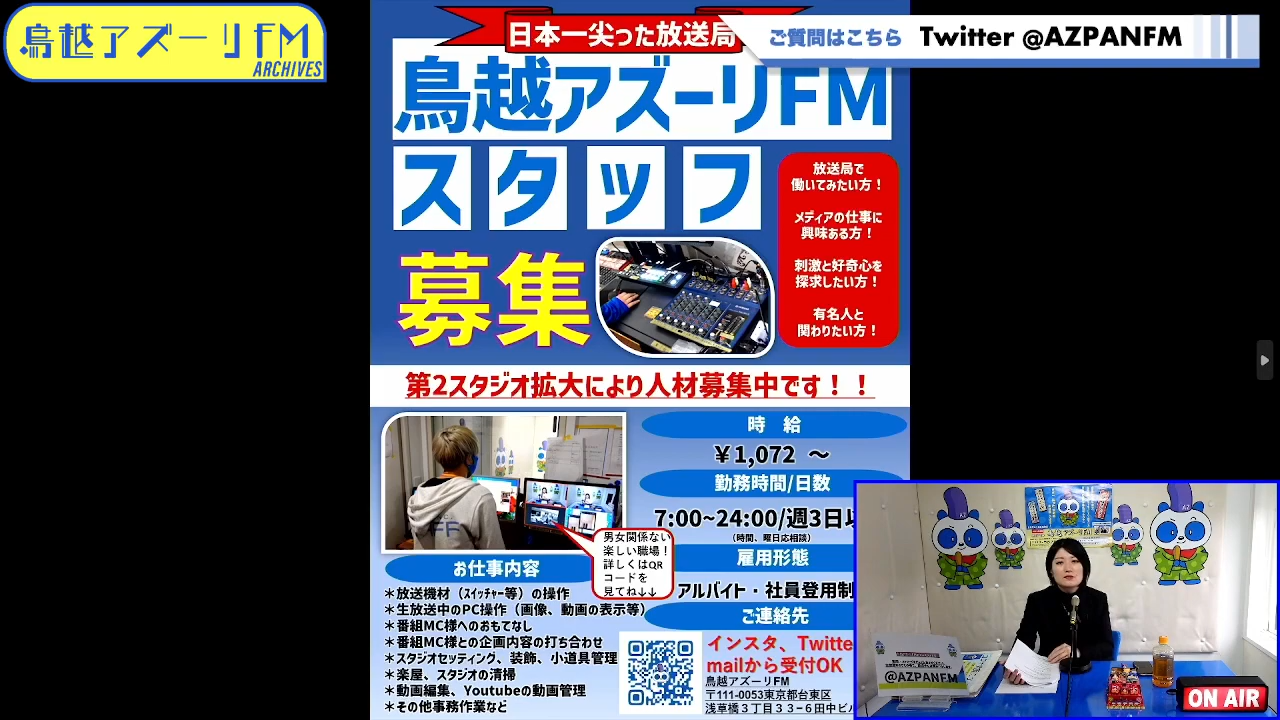 鳥越アズーリFM
ARCHIVES
日本一尖った放送局
ご質問はこちら Twitter @AZPANFM
鳥越アズーリFM
スタッフ
募集
放送局で
働いてみたい方！
メディアの仕事に
興味ある方！
刺激と好奇心を
探求したい方！
有名人と
関わりたい方！
第2スタジオ拡大により人材募集中です！！
時 給
￥1,072 ～
勤務時間/日数
7:00~24:00/週3日
(時間、曜日応相談)
雇用形態
アルバイト・社員登用制
ご連絡先
インスタ、Twitte
mailから受付OK
鳥越アズーリFM
〒111-0053東京都台東区
浅草橋３丁目３３−６田中ビ
男女関係ない
楽しい職場！
詳しくはQR
コードを
見てね↓↓
お仕事内容
＊放送機材（ｽｲｯﾁｬｰ等）の操作
＊生放送中のPC操作（画像、動画の表示等）
＊番組MC様へのおもてなし
＊番組MC様との企画内容の打ち合わせ
＊スタジオセッティング、装飾、小道具管理
＊楽屋、スタジオの清掃
＊動画編集、Youtubeの動画管理
＊その他事務作業など
@AZPANFM
ON AIR